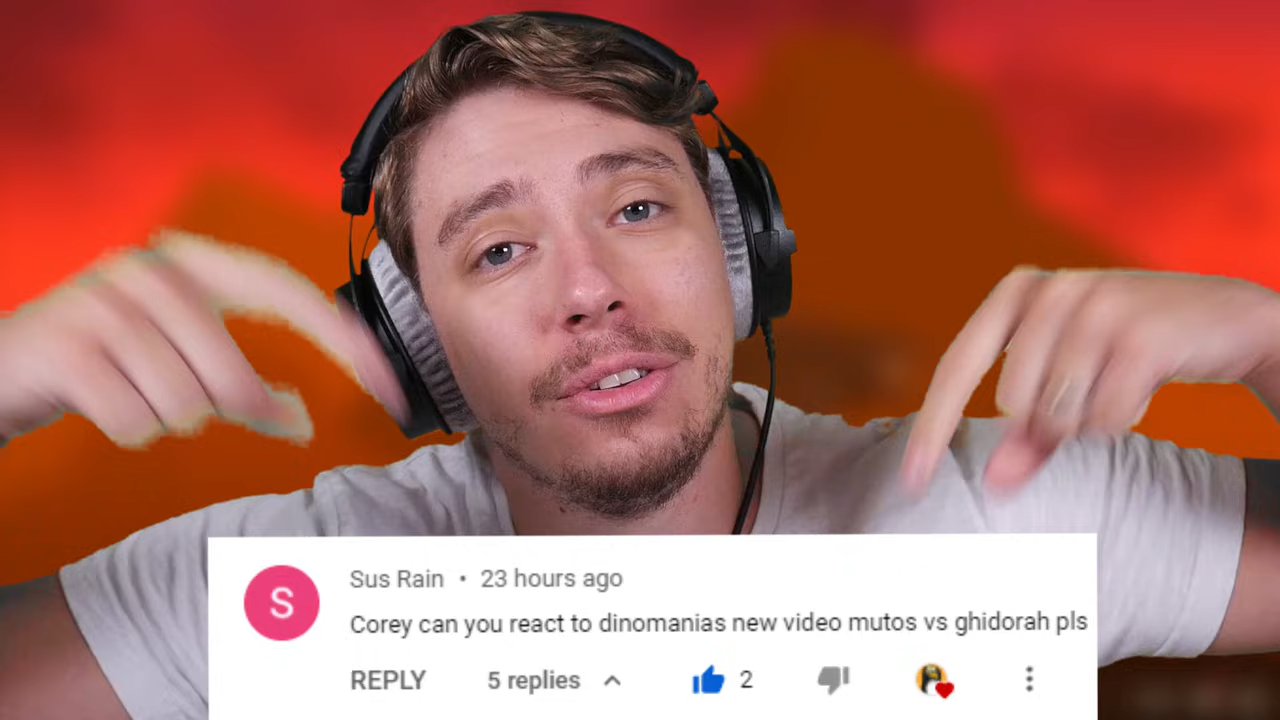 S
Sus Rain • 23 hours ago
Corey can you react to dinomanias new video mutos vs ghidorah pls
REPLY 5 replies 2